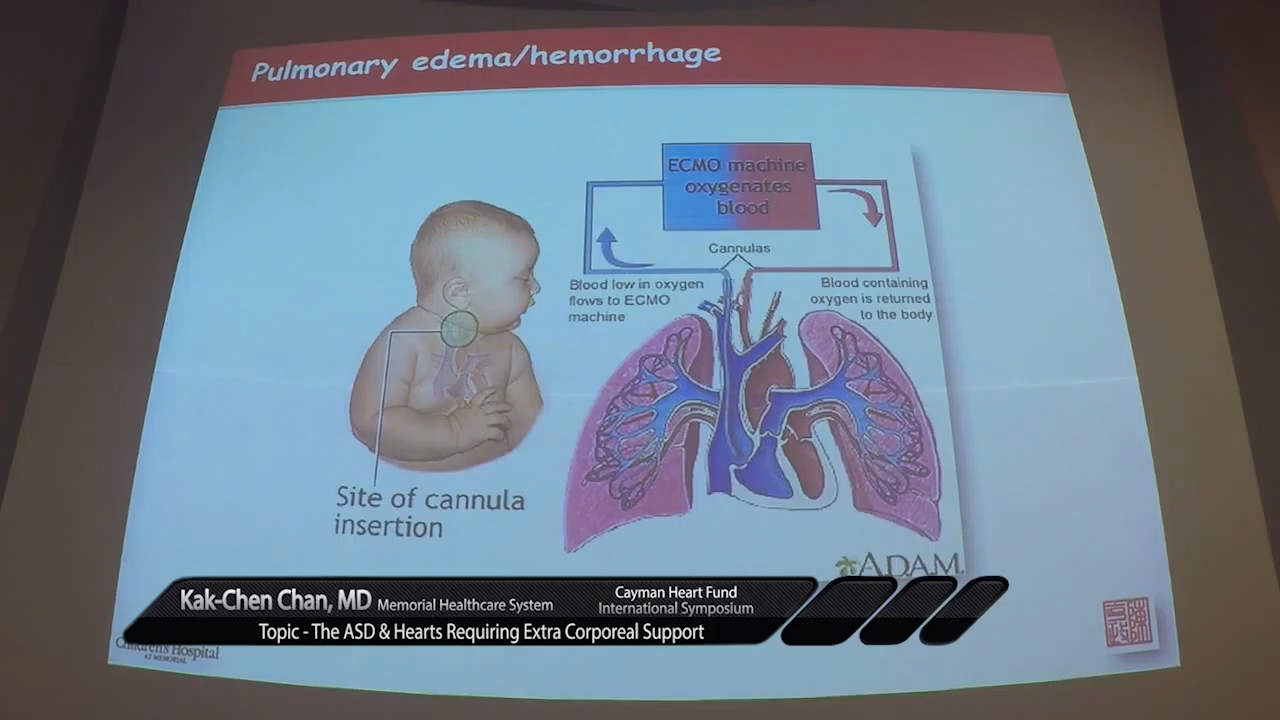 Pulmonary edema/hemorrhage
ECMO machine
oxygenates
blood
Cannulas
Blood low in oxygen
flows to ECMO
machine
Blood containing
oxygen is returned
to the body
Site of cannula
insertion
A.D.A.M.
Kak-Chen Chan, MD Memorial Healthcare System
Cayman Heart Fund
International Symposium
Topic - The ASD & Hearts Requiring Extra Corporeal Support
Children's Hospital
AT MEMORIAL